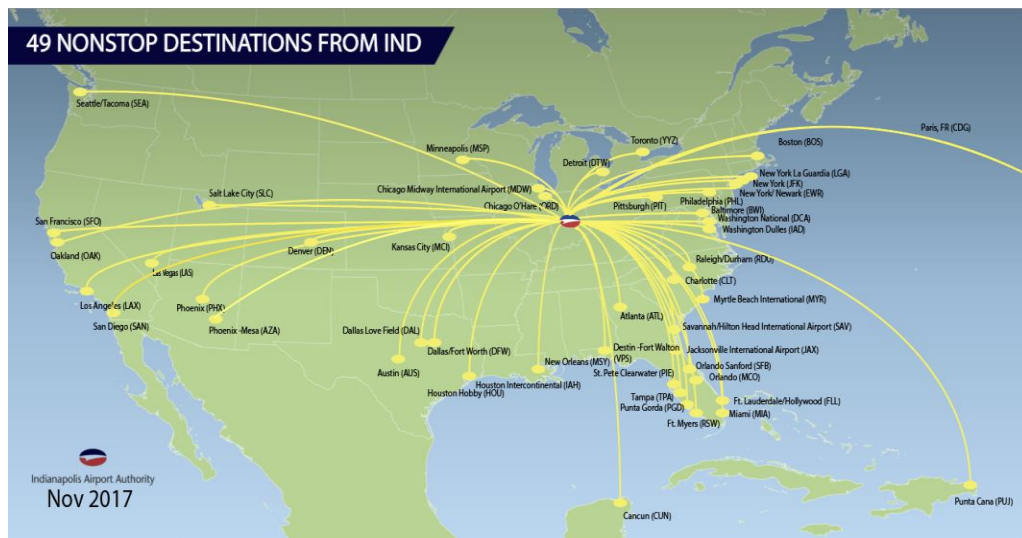 49 NONSTOP DESTINATIONS FROM IND
Seattle/Tacoma (SEA)
Minneapolis (MSP)
Toronto (YYZ)
Paris, FR (CDG)
Boston (BOS)
Detroit (DTW)
New York La Guardia (LGA)
New York (JFK)
New York/ Newark (EWR)
Chicago Midway International Airport (MDW)
Salt Lake City (SLC)
Chicago O'Hare (ORD)
Pittsburgh (PIT)
Philadelphia (PHL)
Baltimore (BWI)
Washington National (DCA)
Washington Dulles (IAD)
San Francisco (SFO)
Oakland (OAK)
Denver (DEN)
Kansas City (MCI)
Raleigh/Durham (RDU)
Las Vegas (LAS)
Charlotte (CLT)
Myrtle Beach International (MYR)
Los Angeles (LAX)
Phoenix (PHX)
San Diego (SAN)
Phoenix -Mesa (AZA)
Dallas Love Field (DAL)
Atlanta (ATL)
Savannah/Hilton Head International Airport (SAV)
Dallas/Fort Worth (DFW)
Destin -Fort Walton
(VPS)
Jacksonville International Airport (JAX)
New Orleans (MSY)
Austin (AUS)
Orlando Sanford (SFB)
St. Pete Clearwater (PIE)
Orlando (MCO)
Houston Intercontinental (IAH)
Houston Hobby (HOU)
Tampa (TPA)
Ft. Lauderdale/Hollywood (FLL)
Punta Gorda (PGD)
Miami (MIA)
Ft. Myers (RSW)
Indianapolis Airport Authority
Nov 2017
Cancun (CUN)
Punta Cana (PUJ)